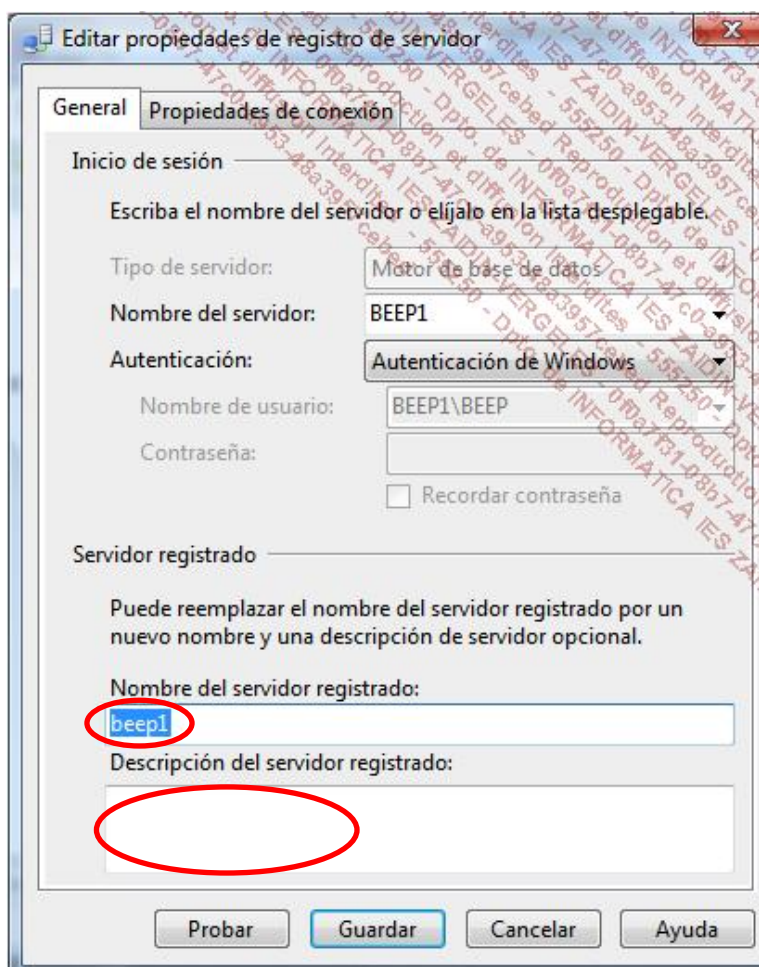 Editar propiedades de registro de servidor
General
Propiedades de conexión
Inicio de sesión
Escriba el nombre del servidor o elíjalo en la lista desplegable.
Tipo de servidor:
Motor de base de datos
Nombre del servidor:
BEEP1
Autenticación:
Autenticación de Windows
Nombre de usuario:
BEEP1\BEEP
Contraseña:
Recordar contraseña
Servidor registrado
Puede reemplazar el nombre del servidor registrado por un
nuevo nombre y una descripción de servidor opcional.
Nombre del servidor registrado:
beep1
Descripción del servidor registrado:
Probar
Guardar
Cancelar
Ayuda